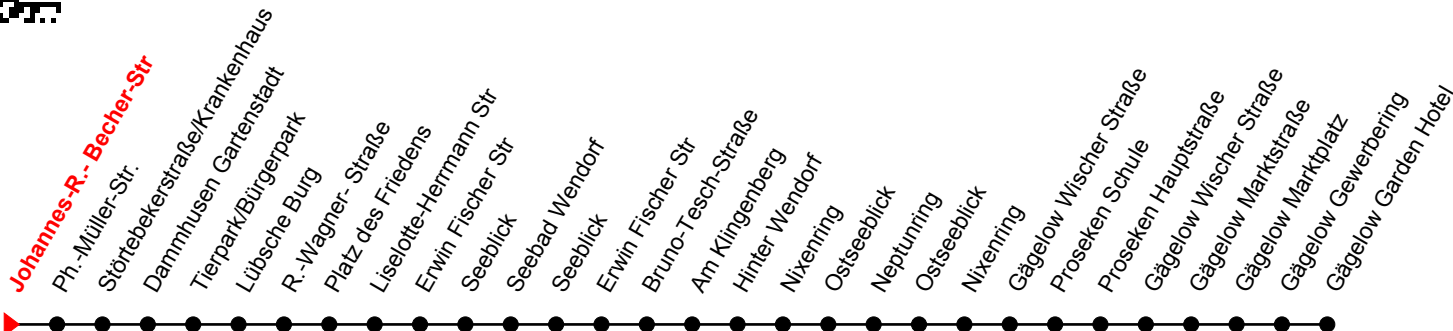 Johannes-R.- Becher-Str
Ph.-Müller-Str.
Störtebekerstraße/Krankenhaus
Dammhusen Gartenstadt
Tierpark/Bürgerpark
Lübsche Burg
R.-Wagner- Straße
Platz des Friedens
Liselotte-Herrmann Str
Erwin Fischer Str
Seeblick
Seebad Wendorf
Seeblick
Erwin Fischer Str
Bruno-Tesch-Straße
Am Klingenberg
Hinter Wendorf
Nixenring
Ostseeblick
Neptunring
Ostseeblick
Nixenring
Gägelow Wischer Straße
Proseken Schule
Proseken Hauptstraße
Gägelow Wischer Straße
Gägelow Marktstraße
Gägelow Marktplatz
Gägelow Gewerbering
Gägelow Garden Hotel